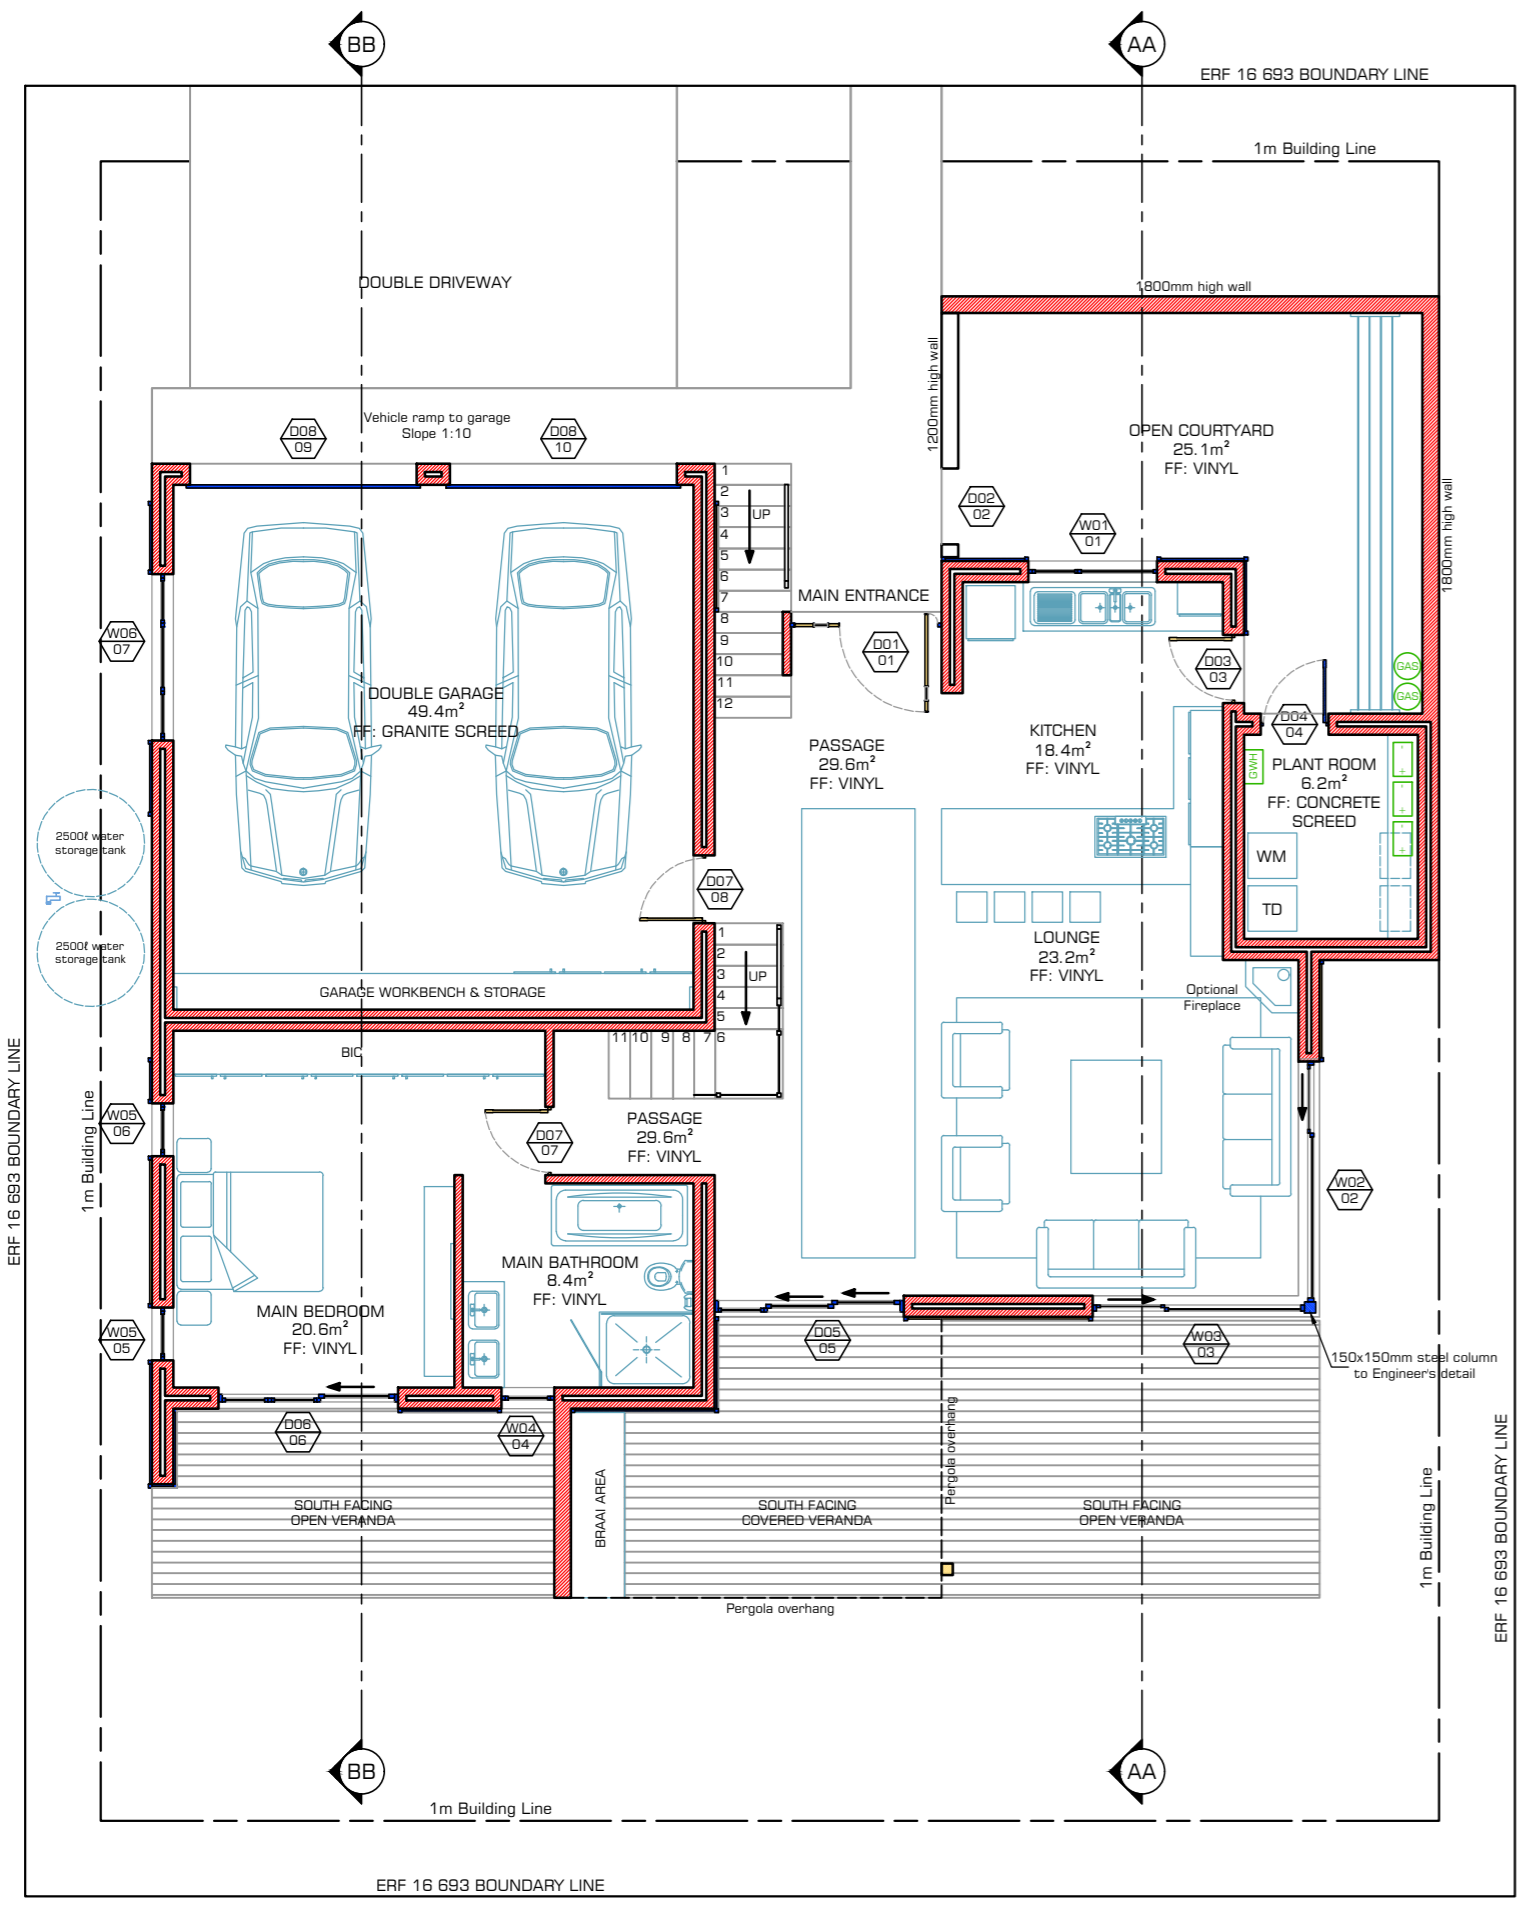 BB
AA
ERF 16 693 BOUNDARY LINE
1m Building Line
DOUBLE DRIVEWAY
1800mm high wall
1200mm high wall
Vehicle ramp to garage
Slope 1:10
D08
09
D08
10
OPEN COURTYARD
25.1m²
FF: VINYL
1800mm high wall
D02
02
W01
01
1
2
3
4
5
6
7
8
9
10
11
12
UP
MAIN ENTRANCE
D01
01
W06
07
D03
03
GAS
GAS
D04
04
DOUBLE GARAGE
49.4m²
FF: GRANITE SCREED
PASSAGE
29.6m²
FF: VINYL
KITCHEN
18.4m²
FF: VINYL
GWH
PLANT ROOM
6.2m²
FF: CONCRETE
SCREED
WM
TD
2500ℓ water
storage tank
2500ℓ water
storage tank
D07
08
LOUNGE
23.2m²
FF: VINYL
1
2
3
4
5
6
7
8
9
10
11
UP
GARAGE WORKBENCH & STORAGE
Optional
Fireplace
BIC
W05
06
D07
07
PASSAGE
29.6m²
FF: VINYL
W02
02
ERF 16 693 BOUNDARY LINE
1m Building Line
MAIN BATHROOM
8.4m²
FF: VINYL
MAIN BEDROOM
20.6m²
FF: VINYL
W05
05
D05
05
W03
03
150x150mm steel column
to Engineer's detail
D06
06
W04
04
Pergola overhang
BRAAI AREA
SOUTH FACING
OPEN VERANDA
SOUTH FACING
COVERED VERANDA
SOUTH FACING
OPEN VERANDA
1m Building Line
ERF 16 693 BOUNDARY LINE
Pergola overhang
BB
AA
1m Building Line
ERF 16 693 BOUNDARY LINE